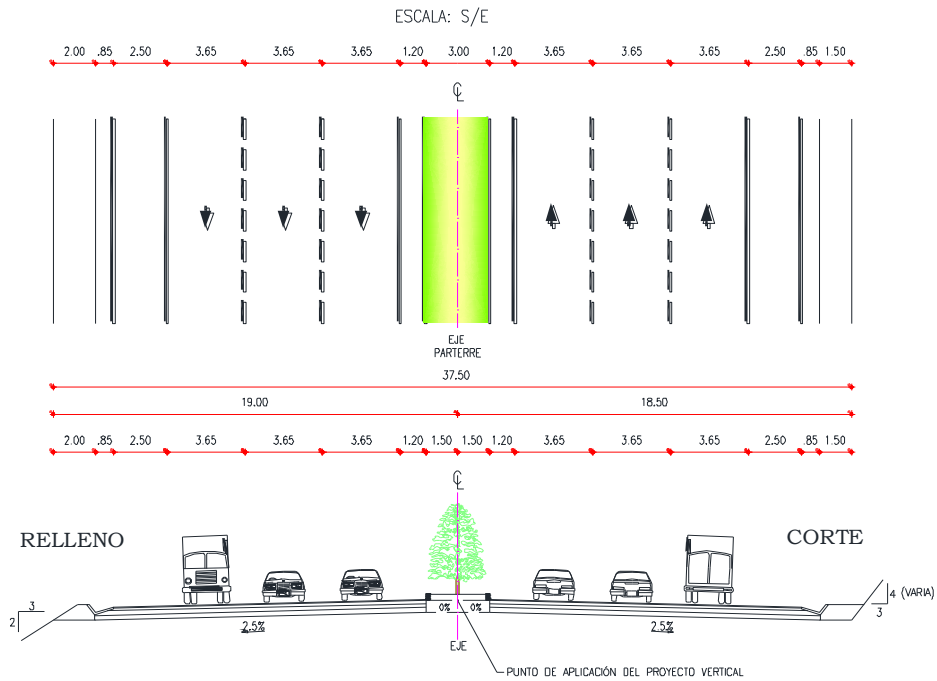 ESCALA: S/E
2.00 .85 2.50 3.65 3.65 3.65 1.20 3.00 1.20 3.65 3.65 3.65 2.50 .85 1.50
℄
EJE
PARTERRE
37.50
19.00 18.50
2.00 .85 2.50 3.65 3.65 3.65 1.20 1.50 1.50 1.20 3.65 3.65 3.65 2.50 .85 1.50
℄
RELLENO CORTE
3 2 4 (VARIA) 3
0% 0%
2.5% 2.5%
EJE
PUNTO DE APLICACIÓN DEL PROYECTO VERTICAL